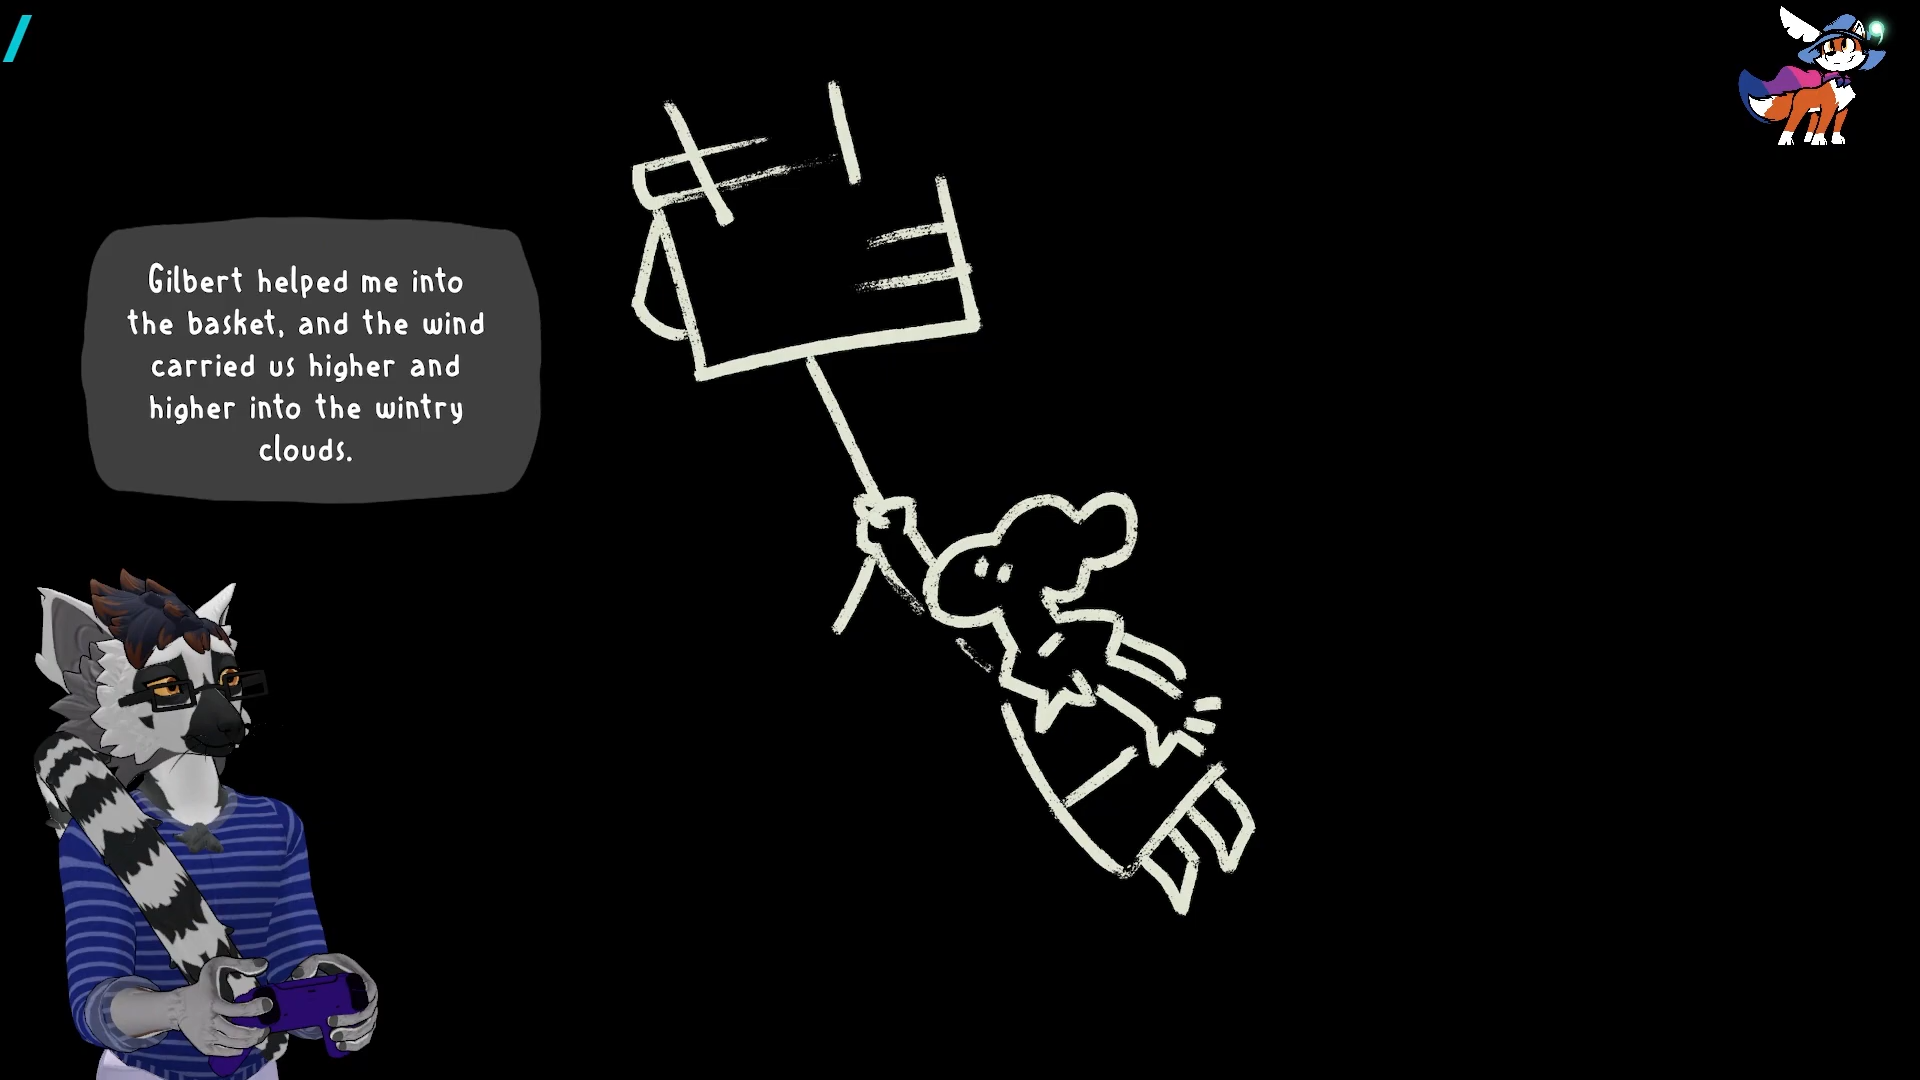 Gilbert helped me into
the basket, and the wind
carried us higher and
higher into the wintry
clouds.